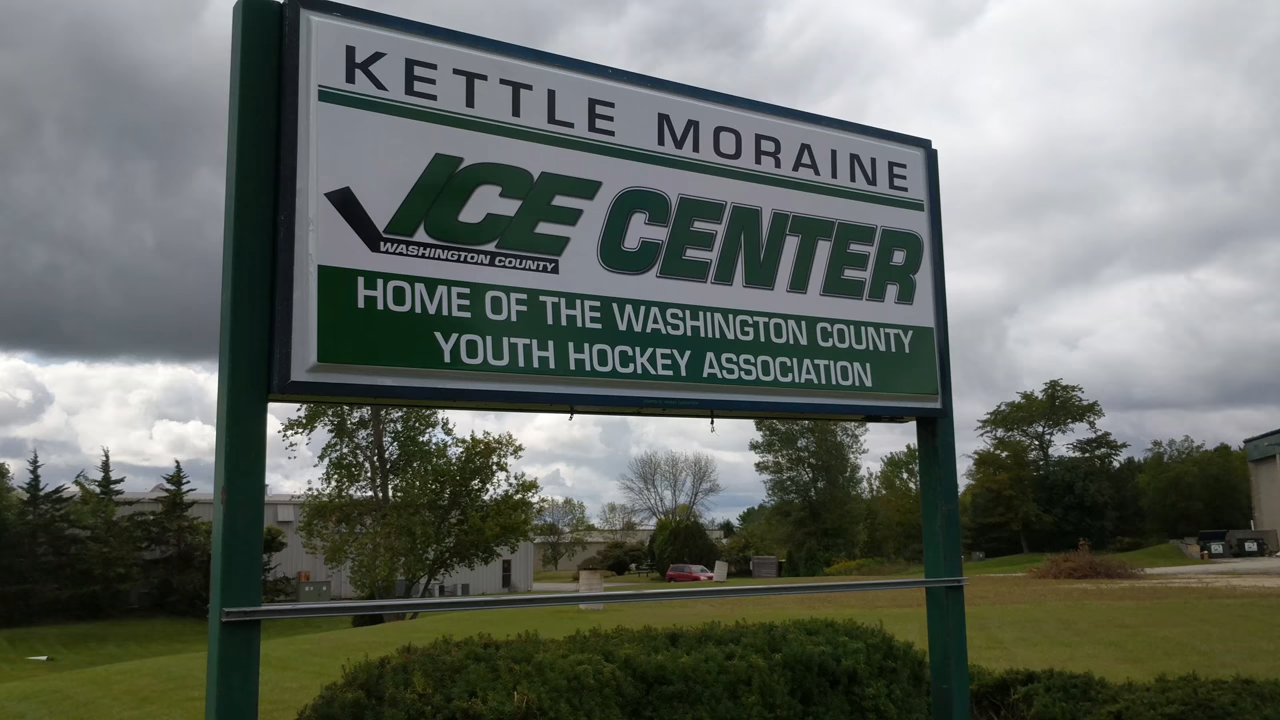 KETTLE MORAINE
ICE CENTER
WASHINGTON COUNTY
HOME OF THE WASHINGTON COUNTY
YOUTH HOCKEY ASSOCIATION